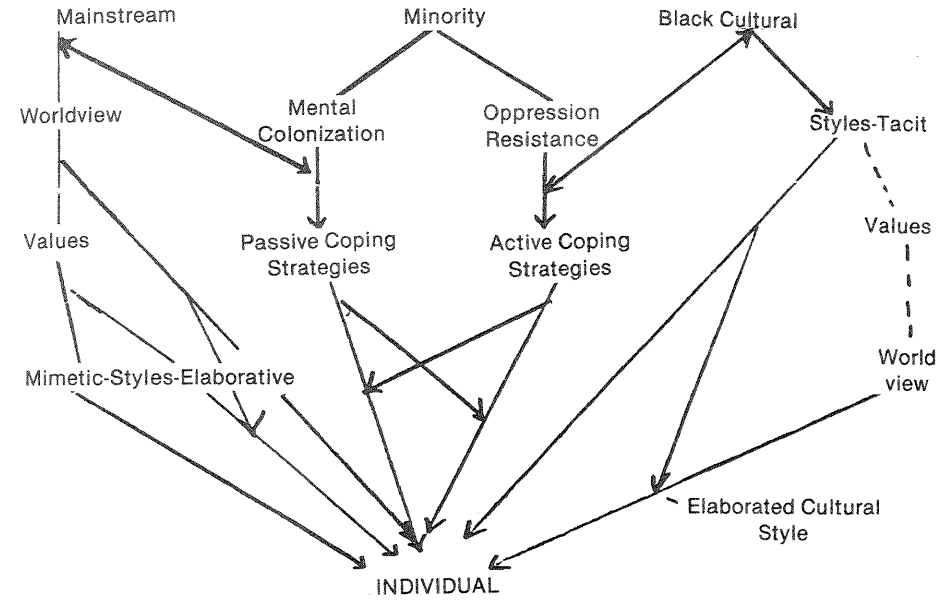 Mainstream
Minority
Black Cultural
Worldview
Mental
Colonization
Oppression
Resistance
Styles-Tacit
Values
Passive Coping
Strategies
Active Coping
Strategies
Values
Mimetic-Styles-Elaborative
World
view
Elaborated Cultural
Style
INDIVIDUAL